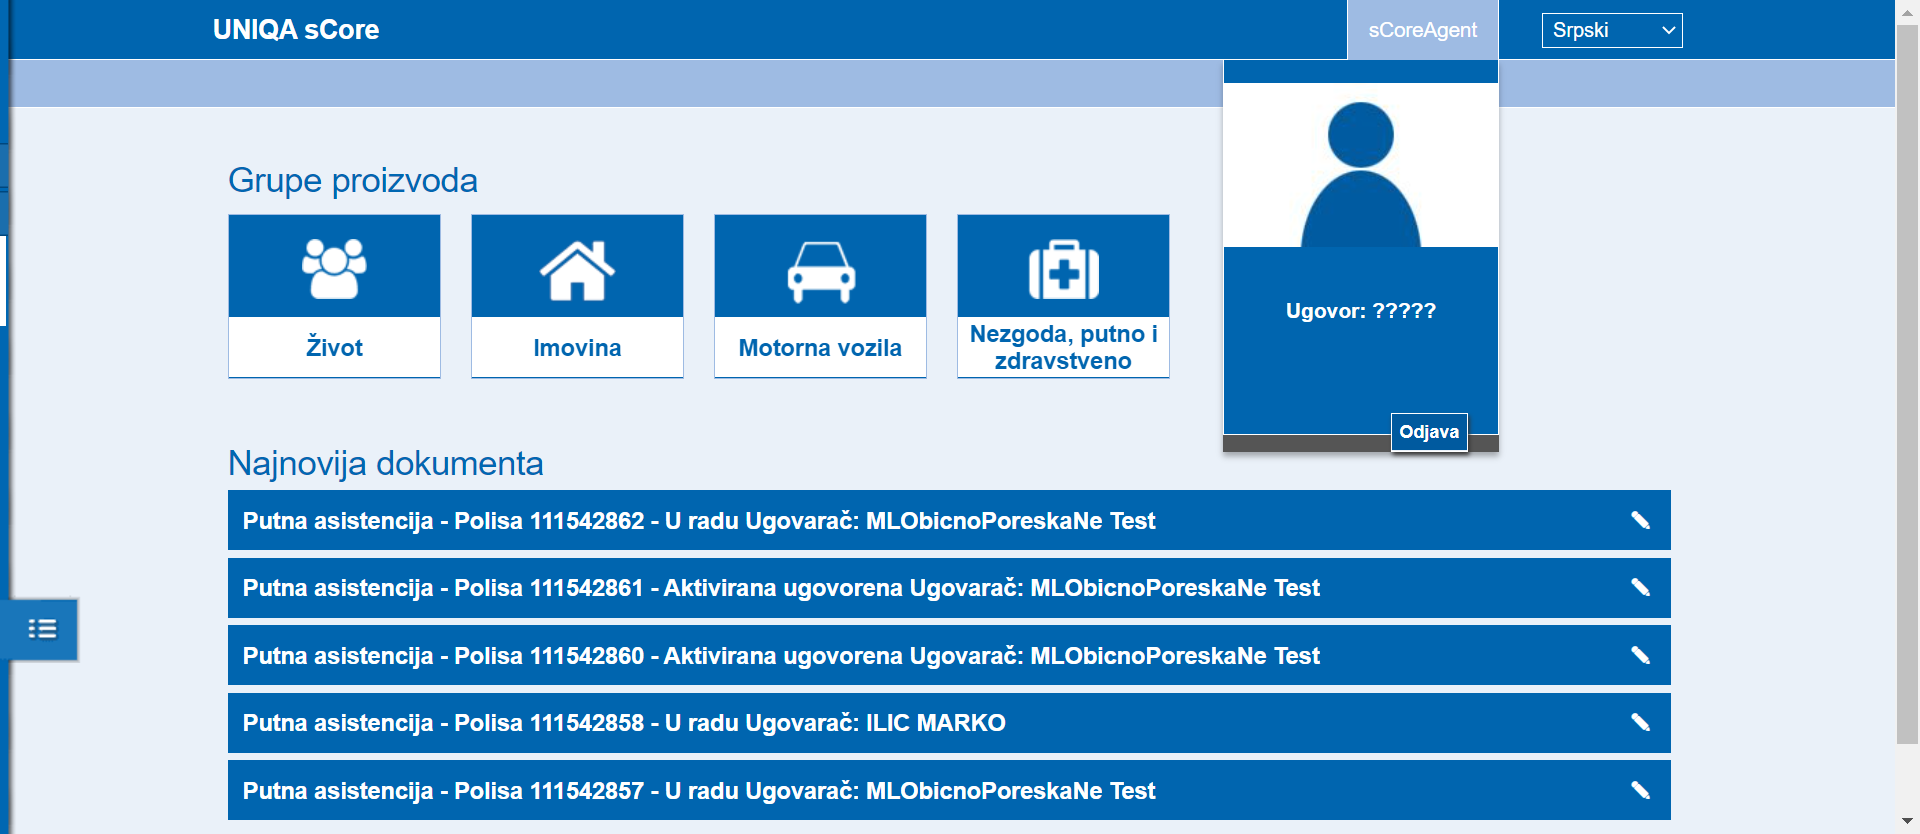 UNIQA sCore
sCoreAgent
Srpski
Grupe proizvoda
Život
Imovina
Motorna vozila
Nezgoda, putno i
zdravstveno
Ugovor: ?????
Odjava
Najnovija dokumenta
Putna asistencija - Polisa 111542862 - U radu Ugovarač: MLObicnoPoreskaNe Test
Putna asistencija - Polisa 111542861 - Aktivirana ugovorena Ugovarač: MLObicnoPoreskaNe Test
Putna asistencija - Polisa 111542860 - Aktivirana ugovorena Ugovarač: MLObicnoPoreskaNe Test
Putna asistencija - Polisa 111542858 - U radu Ugovarač: ILIC MARKO
Putna asistencija - Polisa 111542857 - U radu Ugovarač: MLObicnoPoreskaNe Test